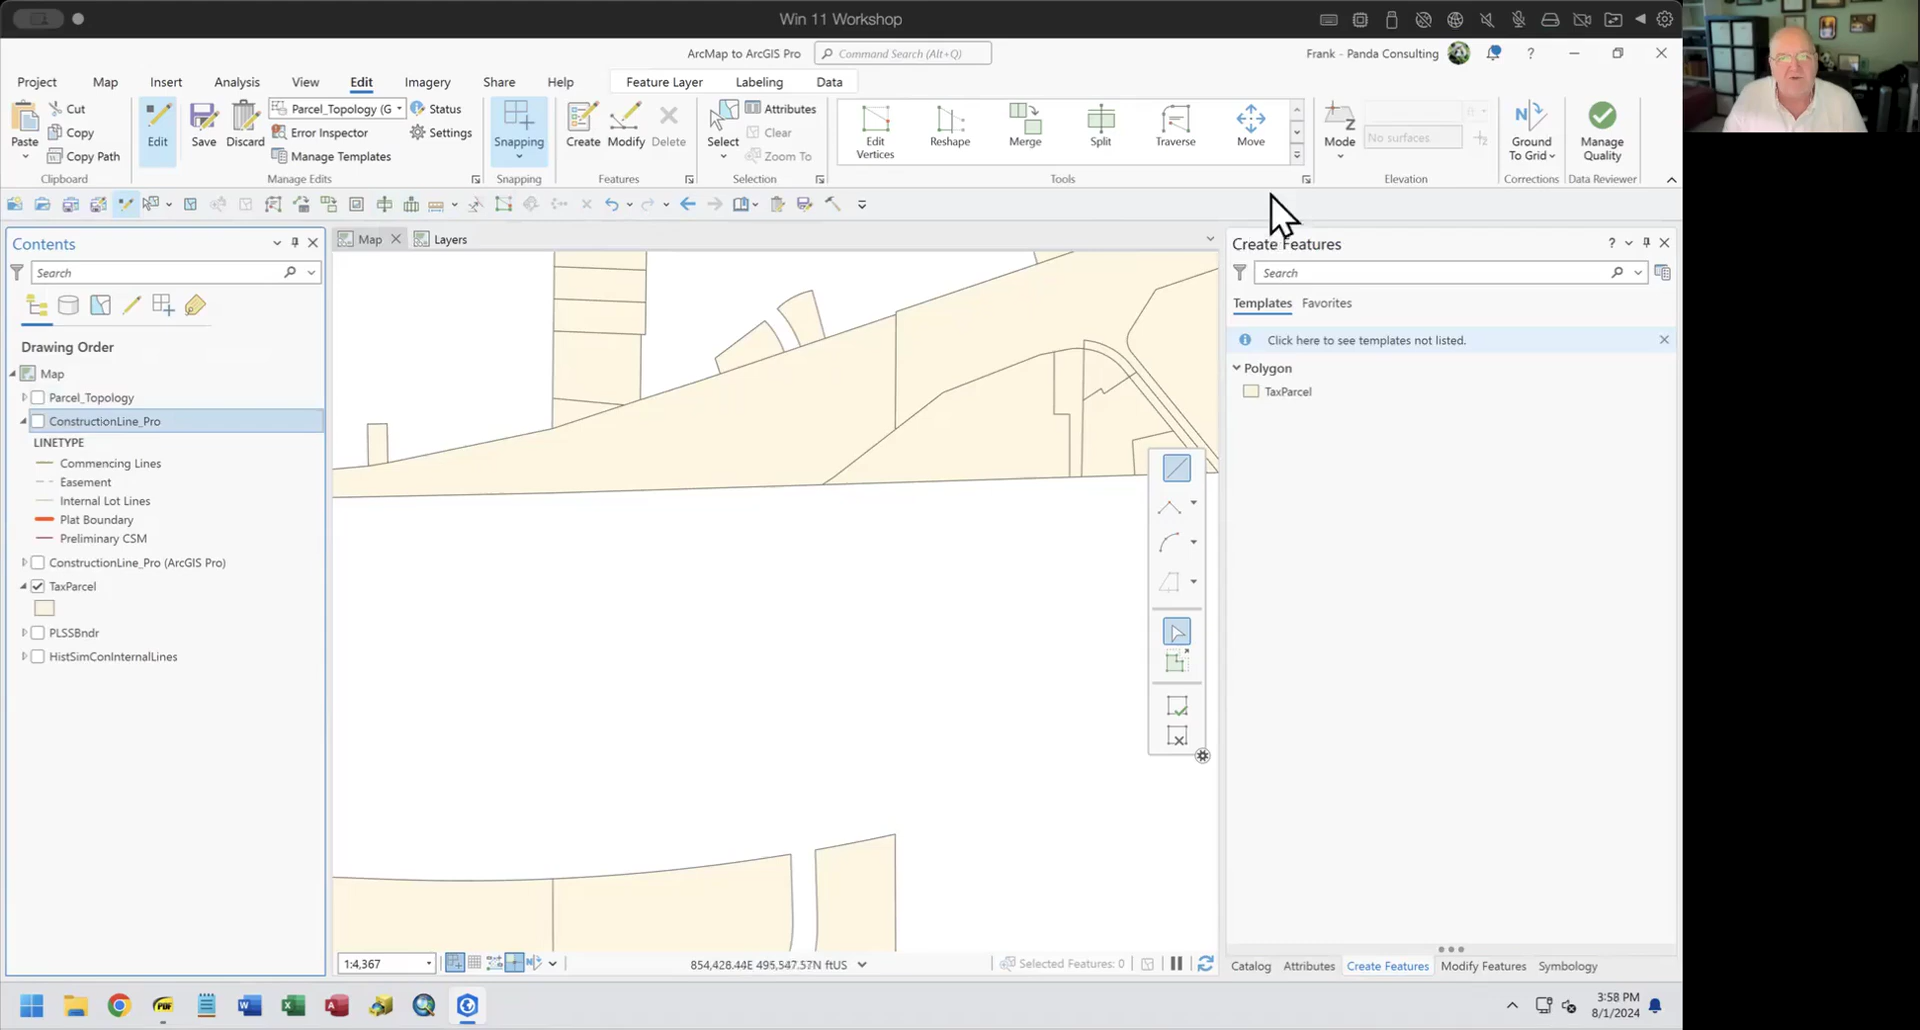 Win 11 Workshop
ArcMap to ArcGIS Pro
Command Search (Alt+Q)
Frank - Panda Consulting
?
Project
Map
Insert
Analysis
View
Edit
Imagery
Share
Help
Feature Layer
Labeling
Data
Paste
Cut
Copy
Copy Path
Clipboard
Edit
Save
Discard
Parcel_Topology (G
Error Inspector
Manage Templates
Status
Settings
Manage Edits
Snapping
Snapping
Create
Modify
Delete
Features
Select
Attributes
Clear
Zoom To
Selection
Edit
Vertices
Reshape
Merge
Split
Traverse
Move
Tools
Z
Mode
No surfaces
Elevation
Ground
To Grid
Corrections
Manage
Quality
Data Reviewer
Contents
Search
Drawing Order
Map
Parcel_Topology
ConstructionLine_Pro
LINETYPE
Commencing Lines
Easement
Internal Lot Lines
Plat Boundary
Preliminary CSM
ConstructionLine_Pro (ArcGIS Pro)
TaxParcel
PLSSBndr
HistSimConInternalLines
Map
Layers
1:4,367
854,428.44E 495,547.57N ftUS
Selected Features: 0
Create Features
?
Search
Templates
Favorites
Click here to see templates not listed.
Polygon
TaxParcel
Catalog
Attributes
Create Features
Modify Features
Symbology
PDF
3:58 PM
8/1/2024